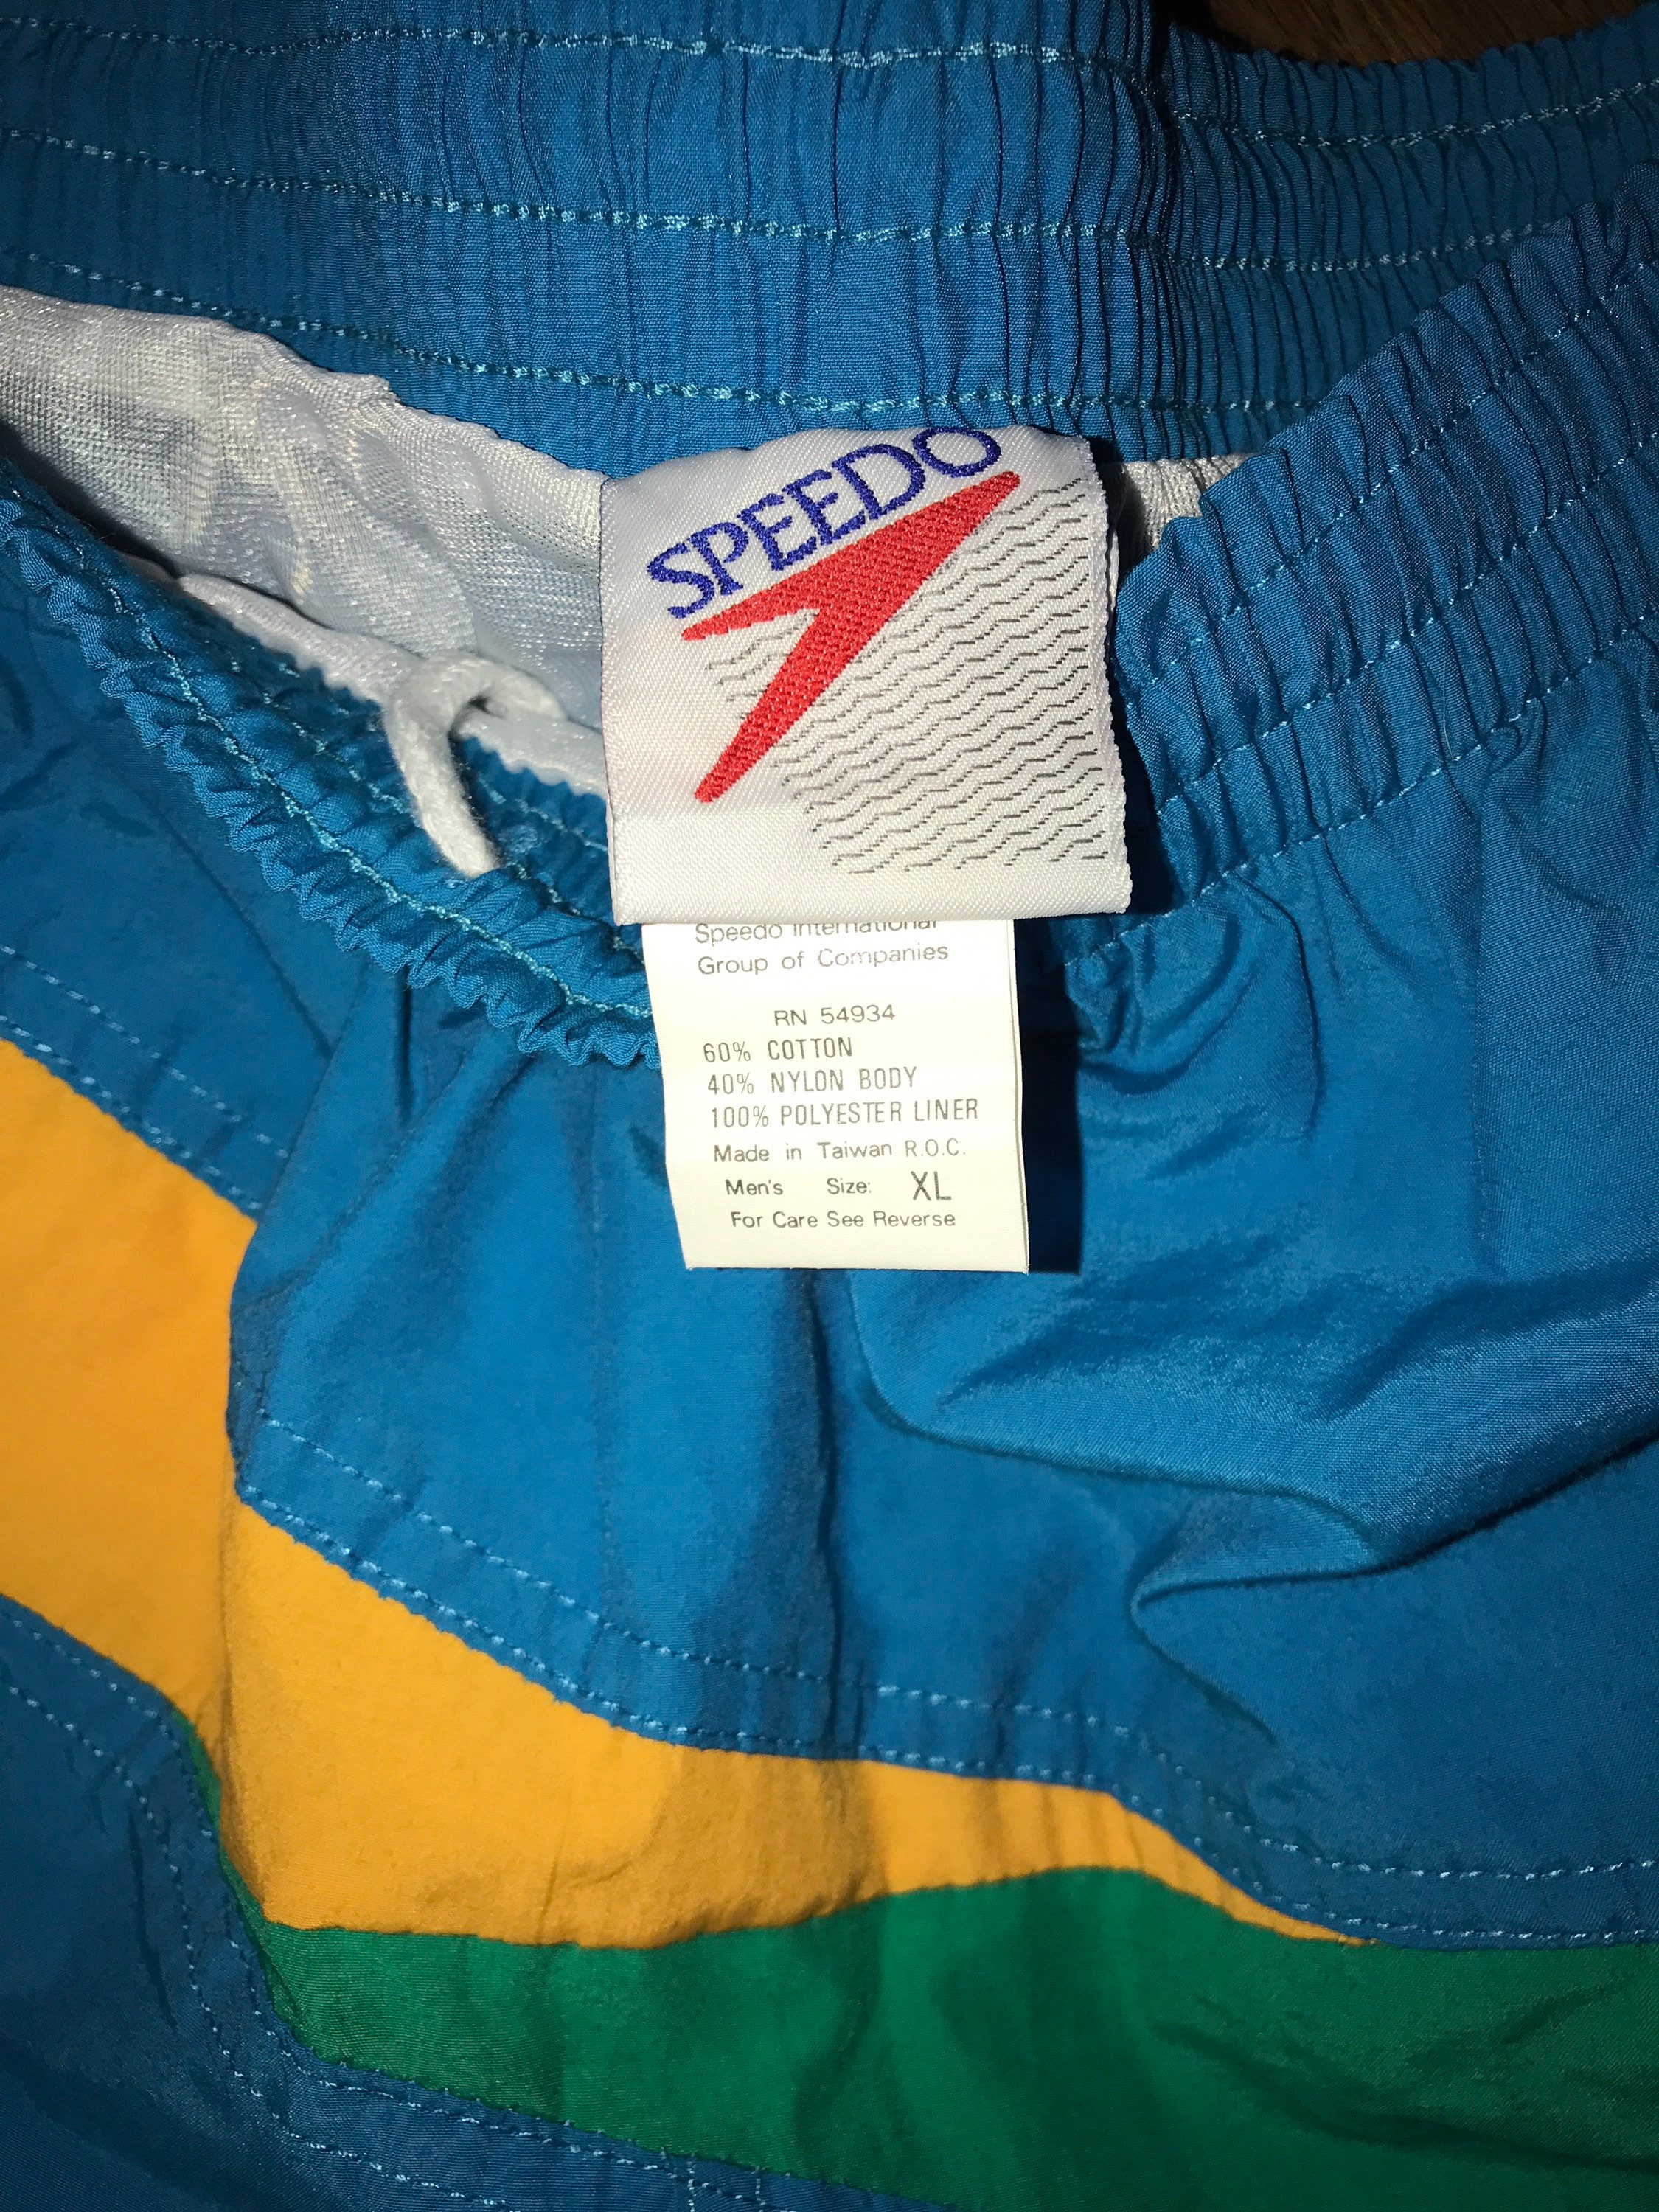 SPEEDO
Speedo International
Group of Companies
RN 54934
60% COTTON
40% NYLON BODY
100% POLYESTER LINER
Made in Taiwan R.O.C.
Men's Size: XL
For Care See Reverse